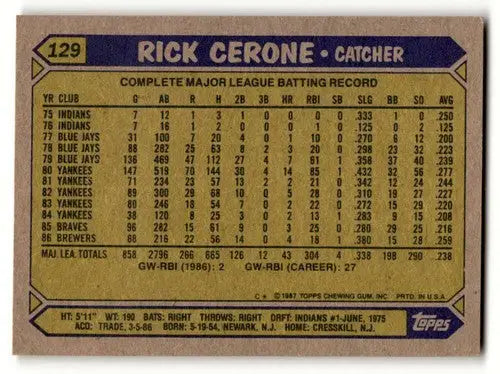 129 RICK CERONE • CATCHER
COMPLETE MAJOR LEAGUE BATTING RECORD
YR CLUB G AB R H 2B 3B HR RBI SB SLG BB SO AVG
75 INDIANS 7 12 1 3 1 0 0 0 0 .333 1 0 .250
76 INDIANS 7 16 1 2 0 0 0 1 0 .125 0 2 .125
77 BLUE JAYS 31 100 7 20 4 0 1 10 0 .270 6 12 .200
78 BLUE JAYS 88 282 25 63 8 2 3 20 0 .298 23 32 .223
79 BLUE JAYS 136 469 47 112 27 4 7 61 1 .358 37 40 .239
80 YANKEES 147 519 70 144 30 4 14 85 1 .432 32 56 .277
81 YANKEES 71 234 23 57 13 2 2 21 0 .342 12 24 .244
82 YANKEES 89 300 29 68 10 0 5 28 0 .310 19 27 .227
83 YANKEES 80 246 18 54 7 0 2 22 0 .272 15 29 .220
84 YANKEES 38 120 8 25 3 0 2 13 1 .283 9 15 .208
85 BRAVES 96 282 15 61 9 0 3 25 0 .280 29 25 .216
86 BREWERS 68 216 22 56 14 0 4 18 1 .380 15 28 .259
MAJ. LEA. TOTALS 858 2796 266 665 126 12 43 304 4 .338 198 290 .238
GW-RBI (1986): 2 GW-RBI (CAREER): 27
C * © 1987 TOPPS CHEWING GUM, INC. PRTD. IN U.S.A.
HT: 5'11" WT: 192 BATS: RIGHT THROWS: RIGHT DRFT: INDIANS #1-JUNE, 1975
ACQ: TRADE, 3-5-86 BORN: 5-19-54, NEWARK, N.J. HOME: CRESSKILL, N.J.
Topps